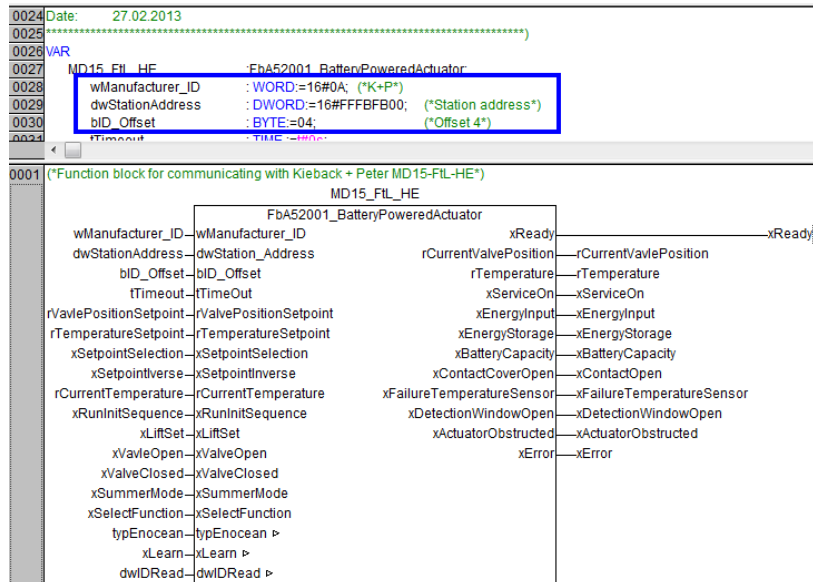 0024 Date: 27.02.2013
0025 ******************************************************************************************)
0026 VAR
0027 MD15_FtL_HE :FbA52001_BatteryPoweredActuator;
0028 wManufacturer_ID : WORD:=16#0A; (*K+P*)
0029 dwStationAddress : DWORD:=16#FFFBFB00; (*Station address*)
0030 bID_Offset : BYTE:=04; (*Offset 4*)
0031 tTimeout : TIME :=t#0s;
0001 (*Function block for communicating with Kieback + Peter MD15-FtL-HE*)
MD15_FtL_HE
FbA52001_BatteryPoweredActuator
wManufacturer_ID wManufacturer_ID xReady xReady
dwStationAddress dwStation_Address rCurrentValvePosition rCurrentVavlePosition
bID_Offset bID_Offset rTemperature rTemperature
tTimeout tTimeOut xServiceOn xServiceOn
rVavlePositionSetpoint rValvePositionSetpoint xEnergyInput xEnergyInput
rTemperatureSetpoint rTemperatureSetpoint xEnergyStorage xEnergyStorage
xSetpointSelection xSetpointSelection xBatteryCapacity xBatteryCapacity
xSetpointIverse xSetpointInverse xContactCoverOpen xContactOpen
rCurrentTemperature rCurrentTemperature xFailureTemperatureSensor xFailureTemperatureSensor
xRunInitSequence xRunInitSequence xDetectionWindowOpen xDetectionWindowOpen
xLiftSet xLiftSet xActuatorObstructed xActuatorObstructed
xVavleOpen xValveOpen xError xError
xValveClosed xValveClosed
xSummerMode xSummerMode
xSelectFunction xSelectFunction
typEnocean typEnocean ▷
xLearn xLearn ▷
dwIDRead dwIDRead ▷